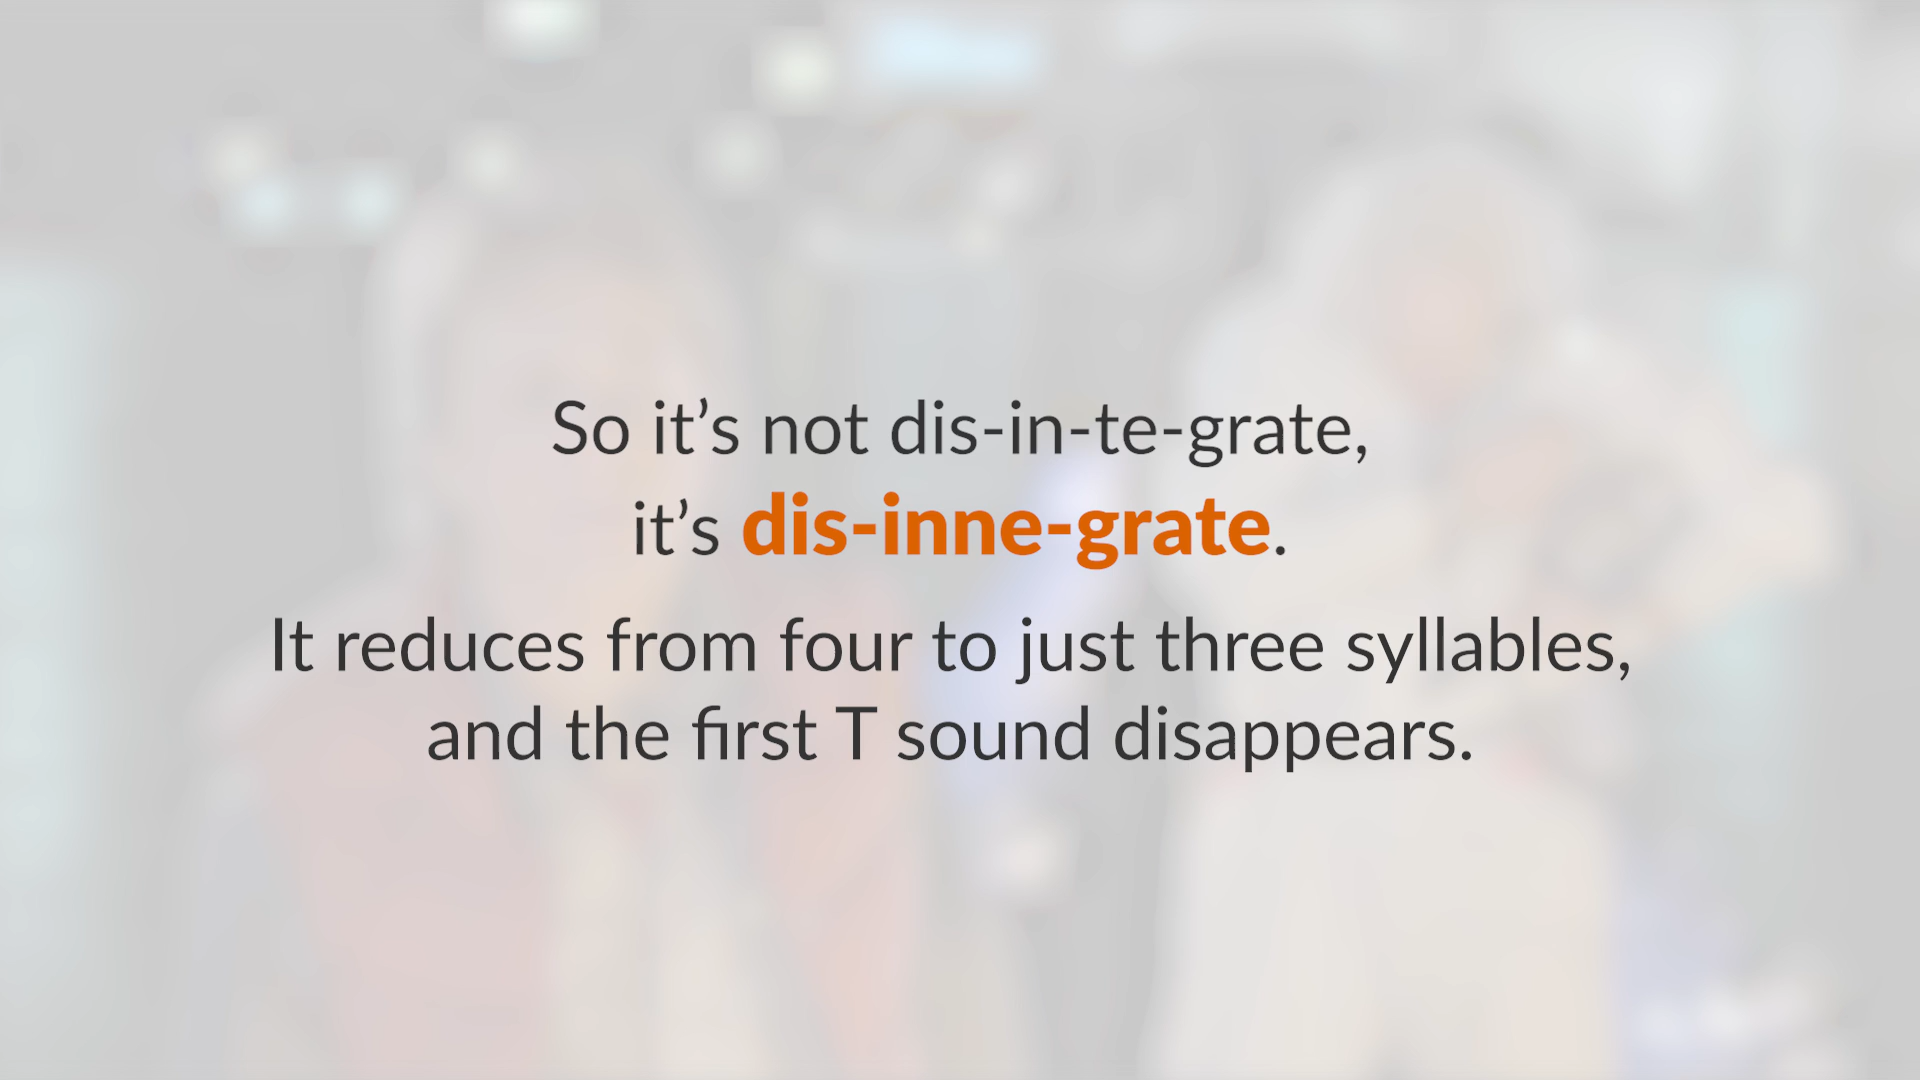 So it’s not dis-in-te-grate,
it’s dis-inne-grate.
It reduces from four to just three syllables,
and the first T sound disappears.